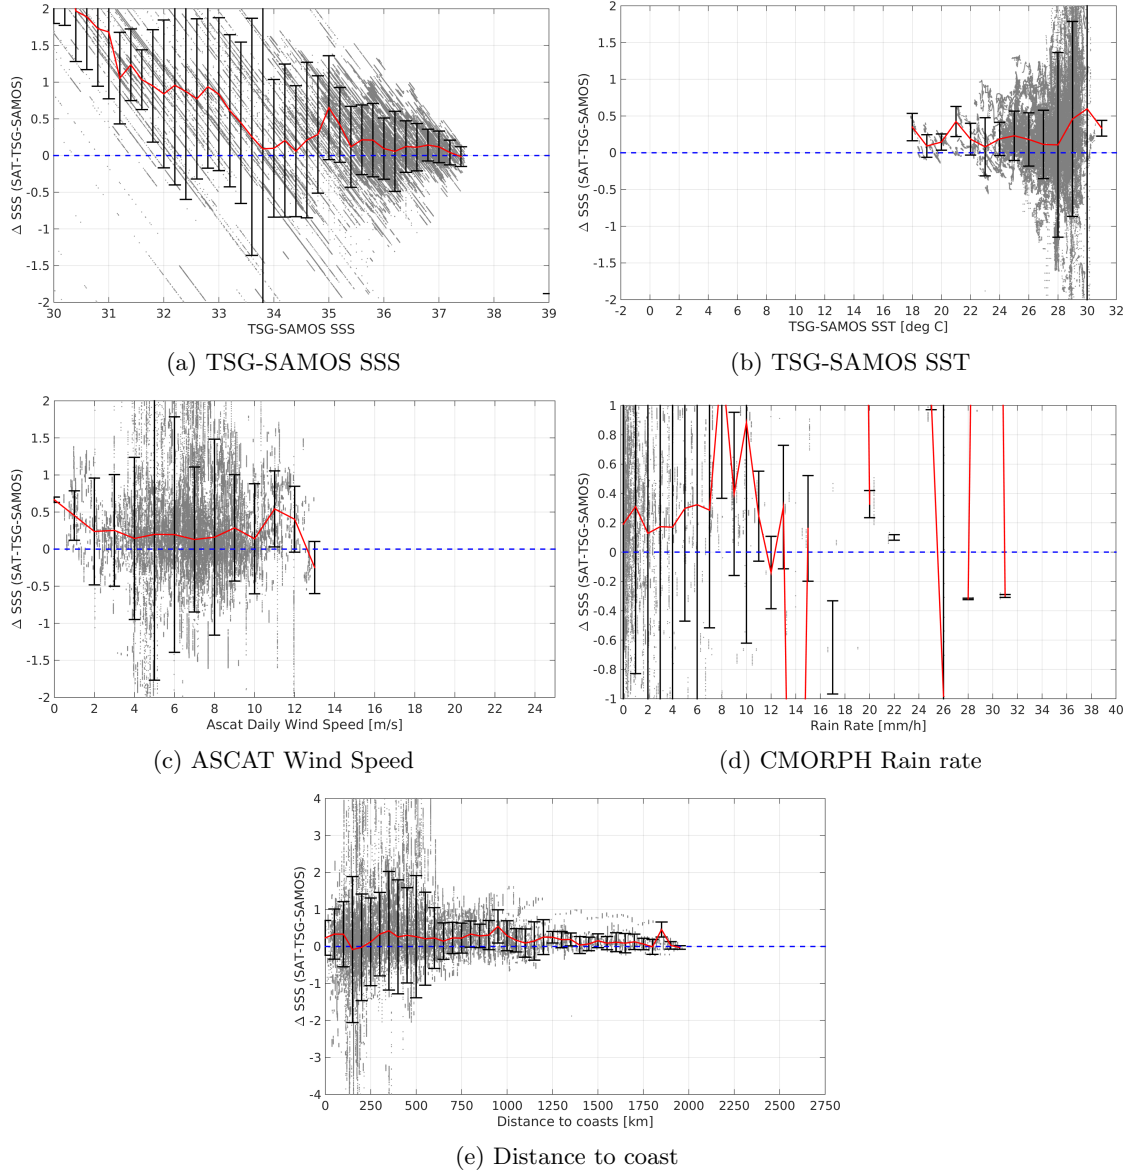 2
1.5
1
0.5
0
-0.5
-1
-1.5
-2
Δ SSS (SAT-TSG-SAMOS)
30 31 32 33 34 35 36 37 38 39
TSG-SAMOS SSS
(a) TSG-SAMOS SSS
2
1.5
1
0.5
0
-0.5
-1
-1.5
-2
Δ SSS (SAT-TSG-SAMOS)
-2 0 2 4 6 8 10 12 14 16 18 20 22 24 26 28 30 32
TSG-SAMOS SST [deg C]
(b) TSG-SAMOS SST
2
1.5
1
0.5
0
-0.5
-1
-1.5
-2
Δ SSS (SAT-TSG-SAMOS)
0 2 4 6 8 10 12 14 16 18 20 22 24
Ascat Daily Wind Speed [m/s]
(c) ASCAT Wind Speed
1
0.8
0.6
0.4
0.2
0
-0.2
-0.4
-0.6
-0.8
-1
Δ SSS (SAT-TSG-SAMOS)
0 2 4 6 8 10 12 14 16 18 20 22 24 26 28 30 32 34 36 38 40
Rain Rate [mm/h]
(d) CMORPH Rain rate
4
3
2
1
0
-1
-2
-3
-4
Δ SSS (SAT-TSG-SAMOS)
0 250 500 750 1000 1250 1500 1750 2000 2250 2500 2750
Distance to coasts [km]
(e) Distance to coast